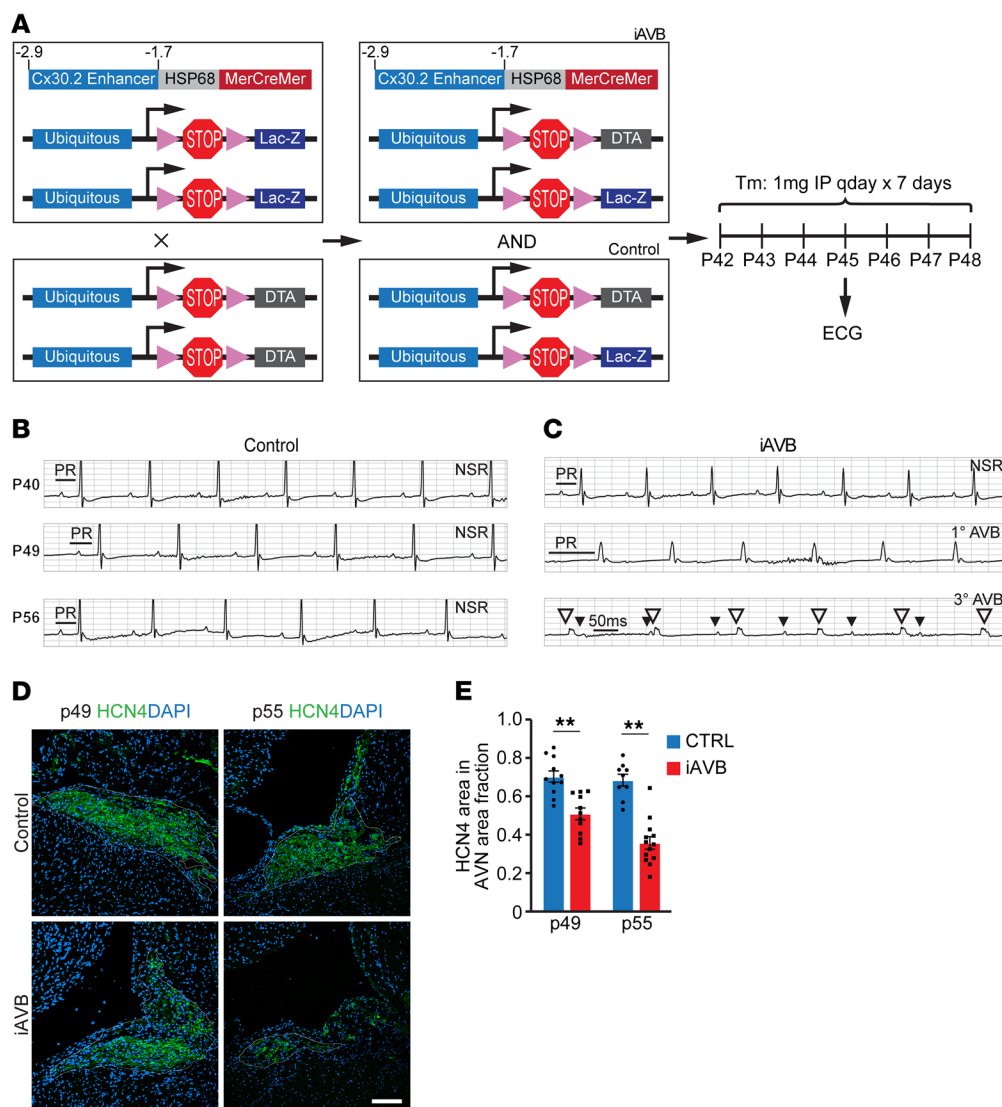 A
iAVB
-2.9 -1.7
Cx30.2 Enhancer HSP68 MerCreMer
Ubiquitous STOP Lac-Z
Ubiquitous STOP Lac-Z
×
Ubiquitous STOP DTA
Ubiquitous STOP DTA
-2.9 -1.7
Cx30.2 Enhancer HSP68 MerCreMer
Ubiquitous STOP DTA
Ubiquitous STOP Lac-Z
AND
Control
Ubiquitous STOP DTA
Ubiquitous STOP Lac-Z
Tm: 1mg IP qday x 7 days
P42 P43 P44 P45 P46 P47 P48
ECG
B
Control
P40 PR NSR
P49 PR NSR
P56 PR NSR
C
iAVB
PR NSR
PR 1° AVB
3° AVB
50ms
D
p49 HCN4DAPI p55 HCN4DAPI
Control
iAVB
E
HCN4 area in
AVN area fraction
1.0
0.8
0.6
0.4
0.2
0
** **
CTRL
iAVB
p49 p55